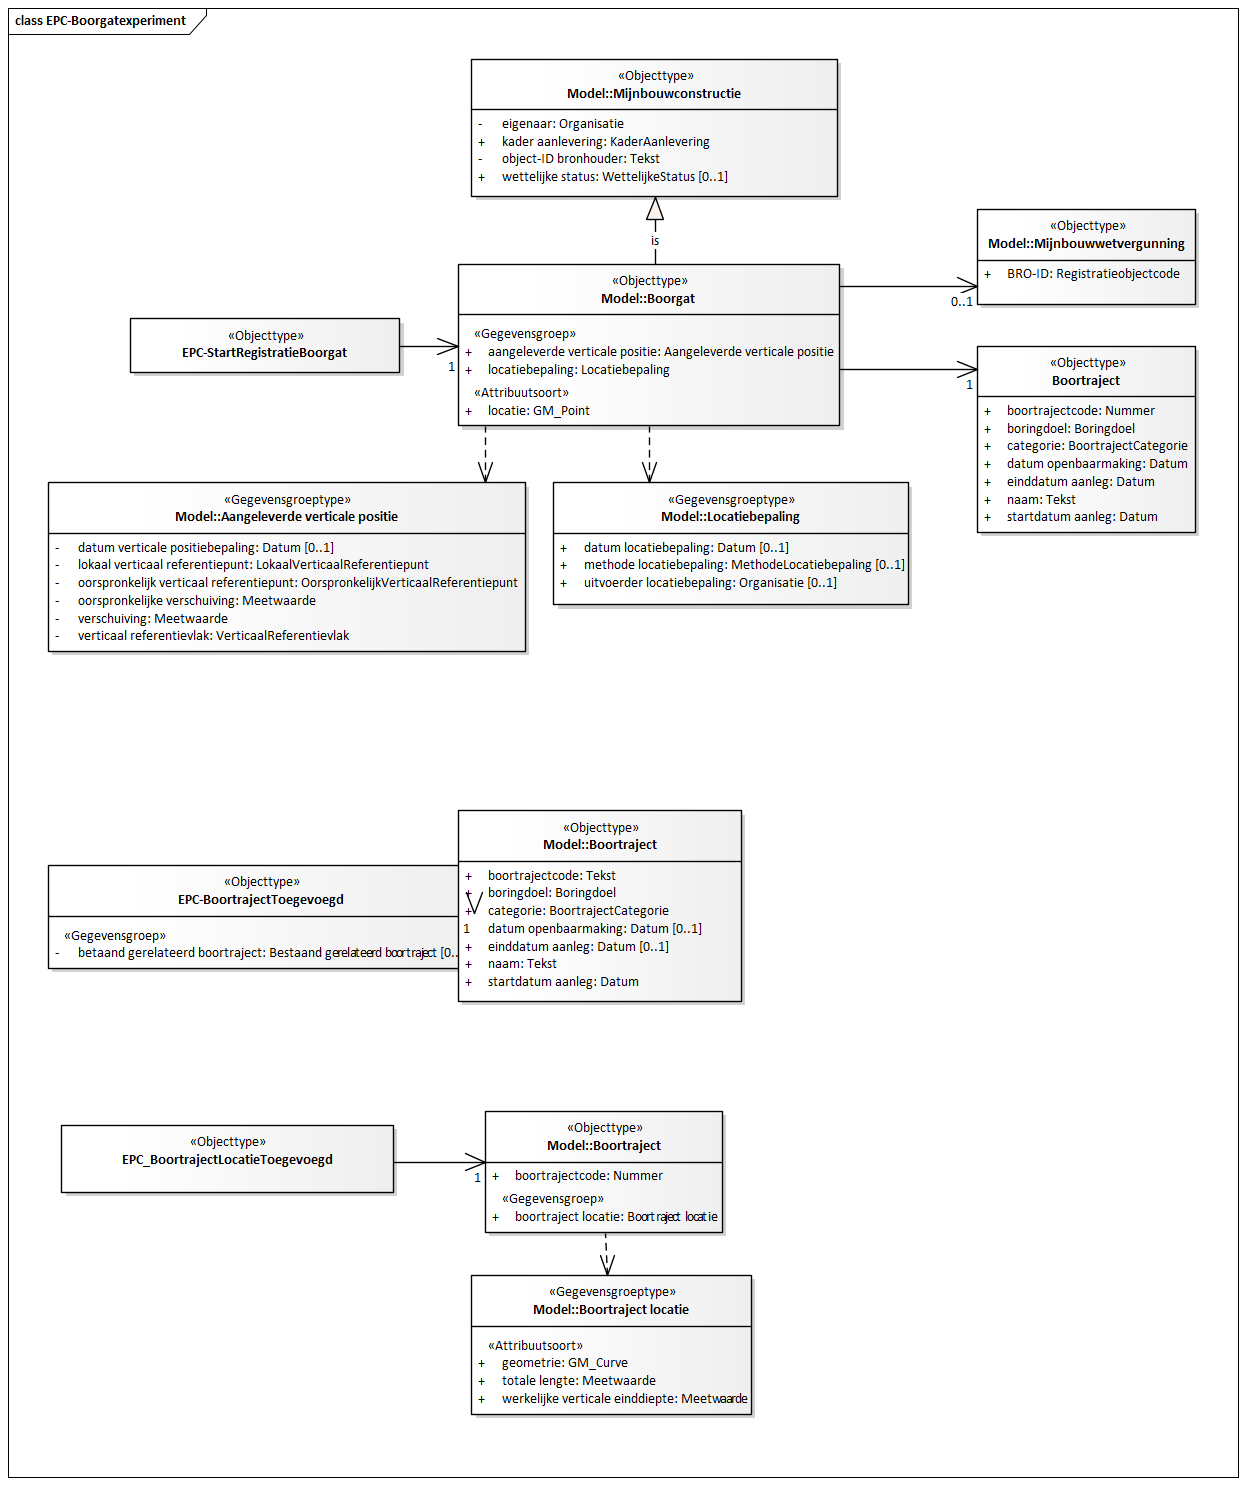 class EPC-Boorgatexperiment
«Objecttype»
Model::Mijnbouwconstructie
- eigenaar: Organisatie
+ kader aanlevering: KaderAanlevering
- object-ID bronhouder: Tekst
+ wettelijke status: WettelijkeStatus [0..1]
is
«Objecttype»
Model::Mijnbouwwetvergunning
+ BRO-ID: Registratieobjectcode
0..1
«Objecttype»
Model::Boorgat
«Gegevensgroep»
+ aangeleverde verticale positie: Aangeleverde verticale positie
+ locatiebepaling: Locatiebepaling
«Attribuutsoort»
+ locatie: GM_Point
«Objecttype»
EPC-StartRegistratieBoorgat
1
«Objecttype»
Boortraject
+ boortrajectcode: Nummer
+ boringdoel: Boringdoel
+ categorie: BoortrajectCategorie
+ datum openbaarmaking: Datum
+ einddatum aanleg: Datum
+ naam: Tekst
+ startdatum aanleg: Datum
1
«Gegevensgroeptype»
Model::Aangeleverde verticale positie
- datum verticale positiebepaling: Datum [0..1]
- lokaal verticaal referentiepunt: LokaalVerticaalReferentiepunt
- oorspronkelijk verticaal referentiepunt: OorspronkelijkVerticaalReferentiepunt
- oorspronkelijke verschuiving: Meetwaarde
- verschuiving: Meetwaarde
- verticaal referentievlak: VerticaalReferentievlak
«Gegevensgroeptype»
Model::Locatiebepaling
+ datum locatiebepaling: Datum [0..1]
+ methode locatiebepaling: MethodeLocatiebepaling [0..1]
+ uitvoerder locatiebepaling: Organisatie [0..1]
«Objecttype»
Model::Boortraject
+ boortrajectcode: Tekst
+ boringdoel: Boringdoel
+ categorie: BoortrajectCategorie
1 datum openbaarmaking: Datum [0..1]
+ einddatum aanleg: Datum [0..1]
+ naam: Tekst
+ startdatum aanleg: Datum
«Objecttype»
EPC-BoortrajectToegevoegd
«Gegevensgroep»
- betaand gerelateerd boortraject: Bestaand gerelateerd boortraject [0..
«Objecttype»
EPC_BoortrajectLocatieToegevoegd
1
«Objecttype»
Model::Boortraject
+ boortrajectcode: Nummer
«Gegevensgroep»
+ boortraject locatie: Boortraject locatie
«Gegevensgroeptype»
Model::Boortraject locatie
«Attribuutsoort»
+ geometrie: GM_Curve
+ totale lengte: Meetwaarde
+ werkelijke verticale einddiepte: Meetwaarde